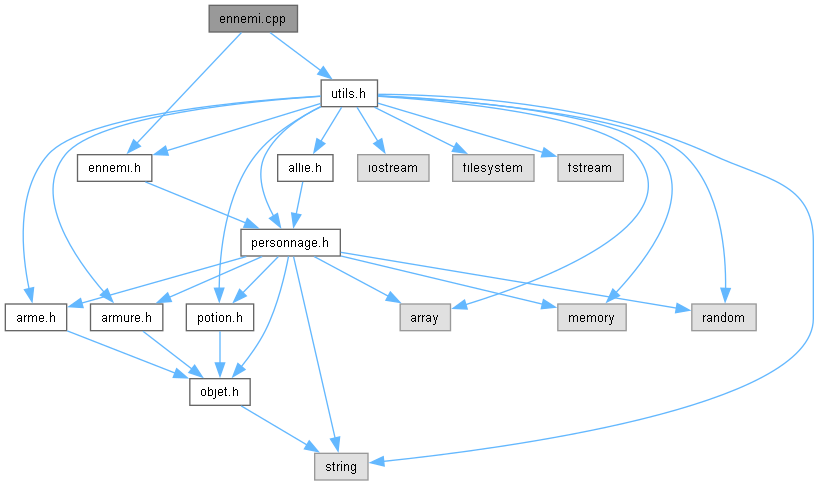 ennemi.cpp
utils.h
ennemi.h
allie.h
iostream
filesystem
fstream
personnage.h
arme.h
armure.h
potion.h
array
memory
random
objet.h
string